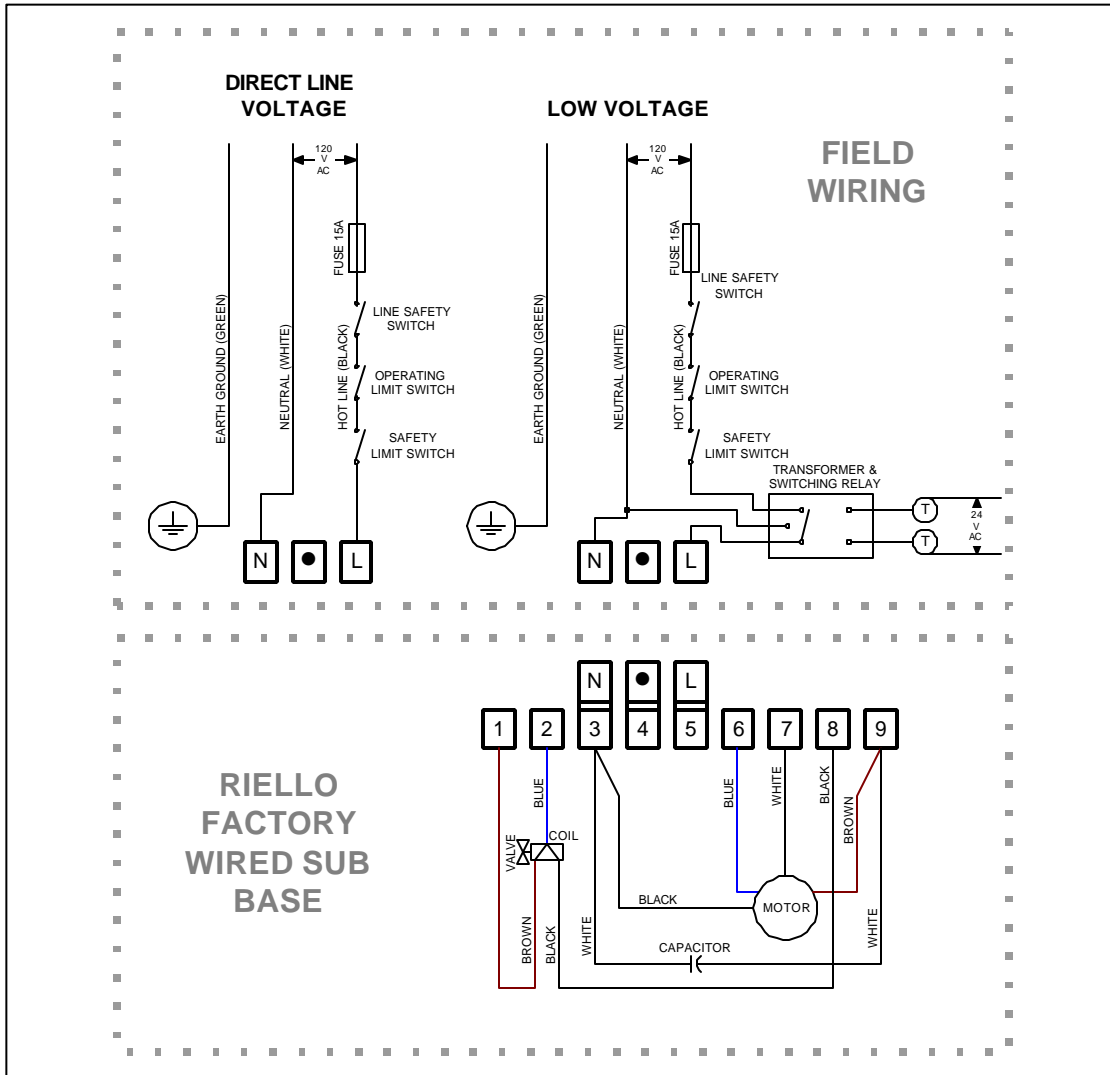 DIRECT LINE
VOLTAGE
120
V
AC
EARTH GROUND (GREEN)
NEUTRAL (WHITE)
HOT LINE (BLACK)
FUSE 15A
LINE SAFETY
SWITCH
OPERATING
LIMIT SWITCH
SAFETY
LIMIT SWITCH
N
L
LOW VOLTAGE
120
V
AC
EARTH GROUND (GREEN)
NEUTRAL (WHITE)
HOT LINE (BLACK)
FUSE 15A
LINE SAFETY
SWITCH
OPERATING
LIMIT SWITCH
SAFETY
LIMIT SWITCH
TRANSFORMER &
SWITCHING RELAY
T
T
24
V
AC
N
L
FIELD
WIRING
N
L
1
2
3
4
5
6
7
8
9
RIELLO
FACTORY
WIRED SUB
BASE
BLUE
VALVE
COIL
BROWN
BLACK
WHITE
BLACK
CAPACITOR
BLUE
WHITE
BLACK
BROWN
MOTOR
WHITE